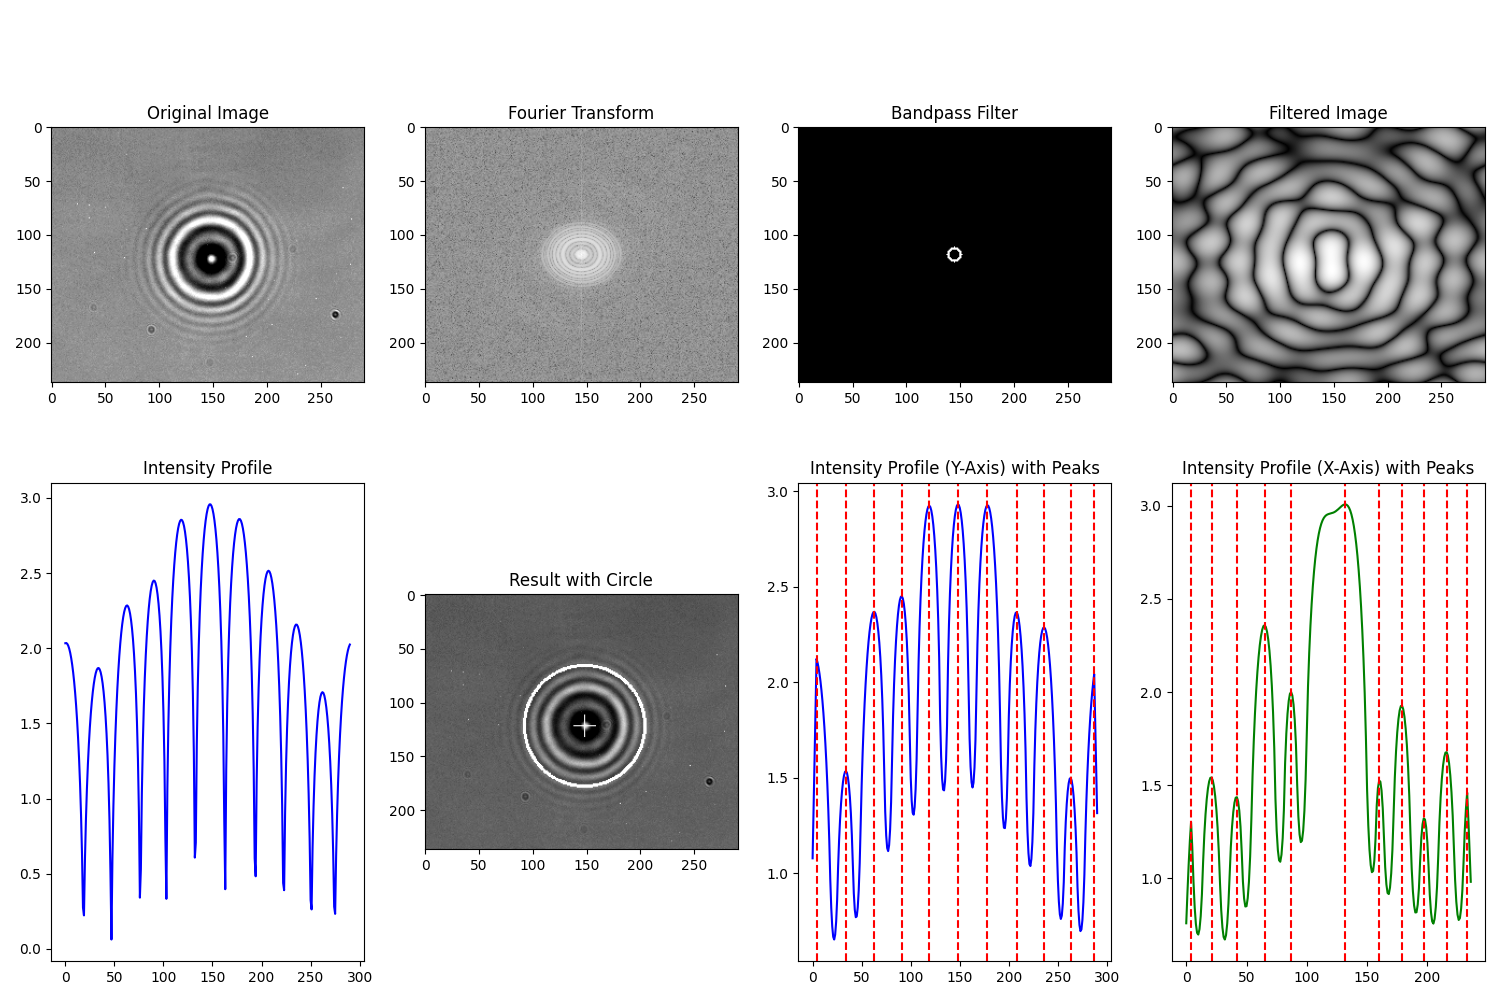 Original Image
Fourier Transform
Bandpass Filter
Filtered Image
0
50
100
150
200
0 50 100 150 200 250
0
50
100
150
200
0 50 100 150 200 250
0
50
100
150
200
0 50 100 150 200 250
0
50
100
150
200
0 50 100 150 200 250
Intensity Profile
3.0
2.5
2.0
1.5
1.0
0.5
0.0
0 50 100 150 200 250 300
Result with Circle
0
50
100
150
200
0 50 100 150 200 250
Intensity Profile (Y-Axis) with Peaks
3.0
2.5
2.0
1.5
1.0
0 50 100 150 200 250 300
Intensity Profile (X-Axis) with Peaks
3.0
2.5
2.0
1.5
1.0
0 50 100 150 200